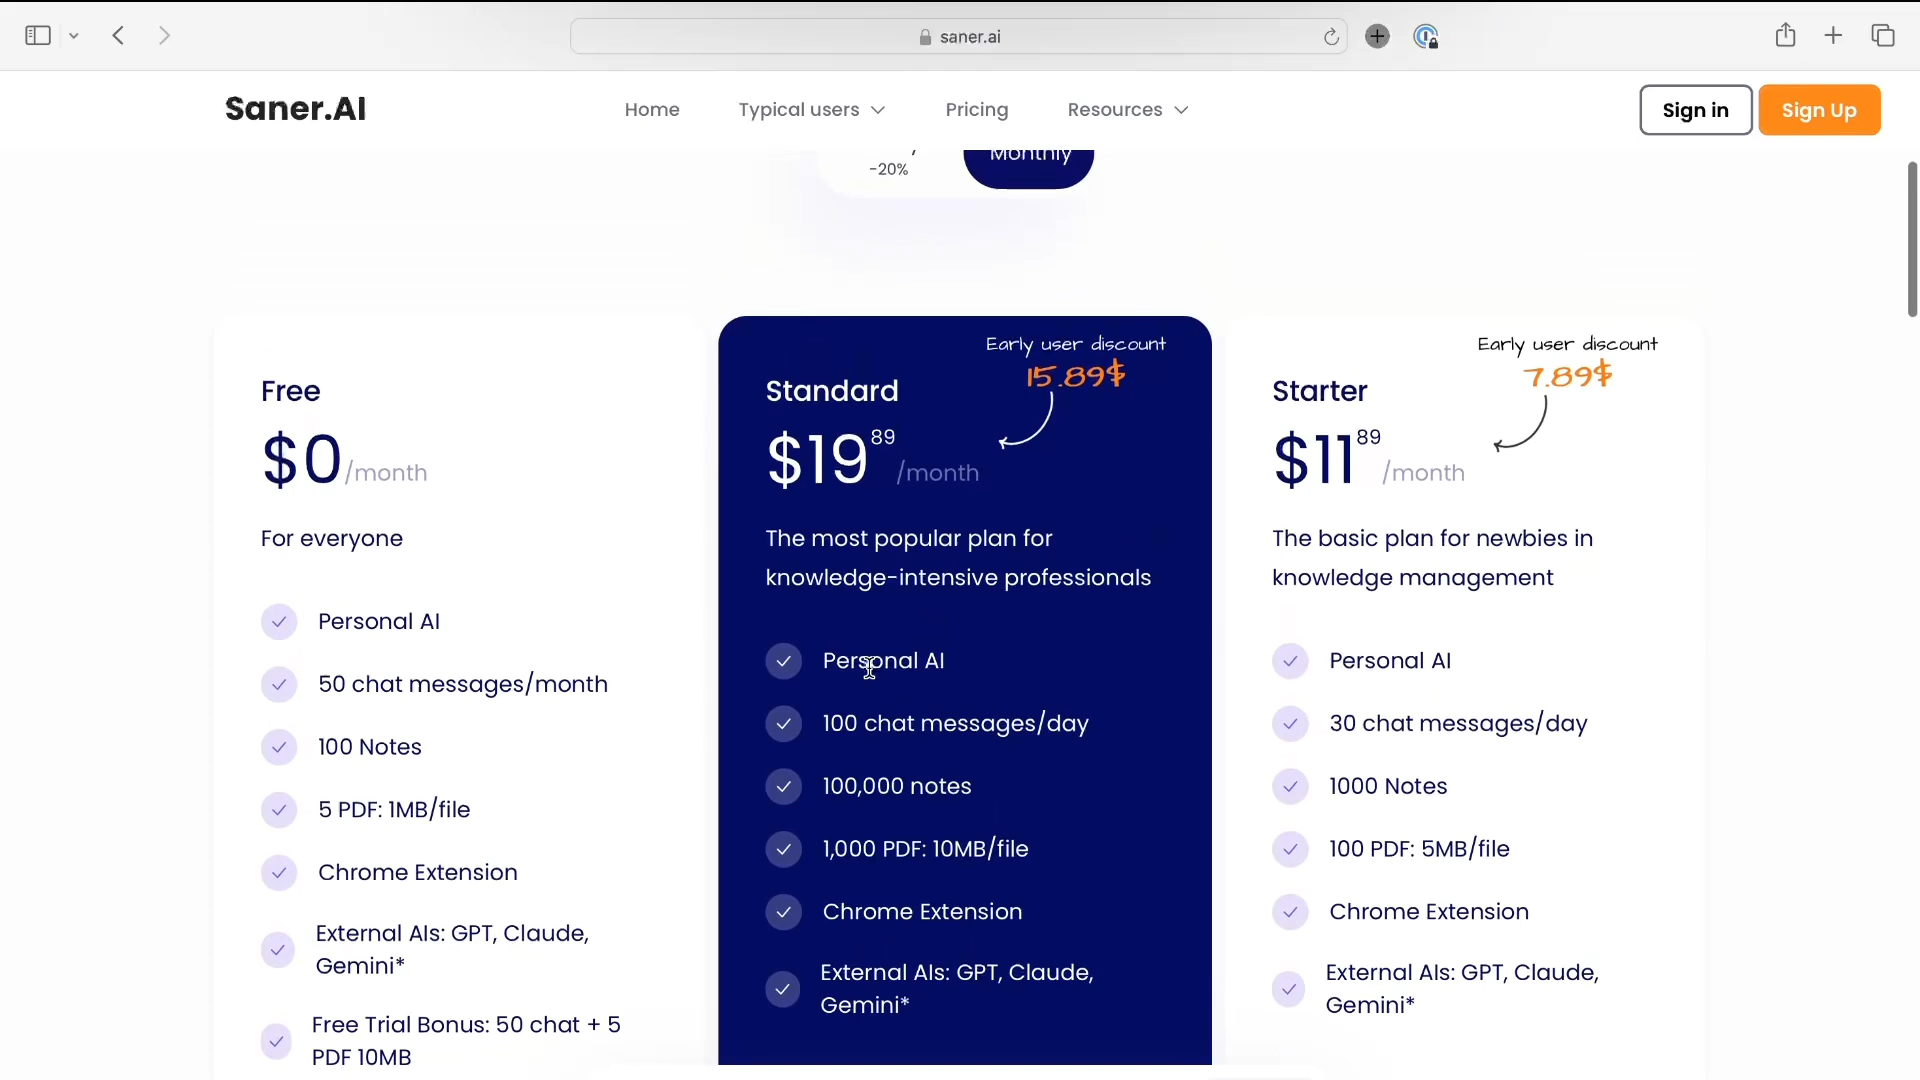 saner.ai
Saner.AI
Home
Typical users
Pricing
Resources
Sign in
Sign Up
-20%
Monthly
Free
$0/month
For everyone
Personal AI
50 chat messages/month
100 Notes
5 PDF: 1MB/file
Chrome Extension
External AIs: GPT, Claude,
Gemini*
Free Trial Bonus: 50 chat + 5
PDF 10MB
Early user discount
15.89$
Standard
$19 89 /month
The most popular plan for
knowledge-intensive professionals
Personal AI
100 chat messages/day
100,000 notes
1,000 PDF: 10MB/file
Chrome Extension
External AIs: GPT, Claude,
Gemini*
Early user discount
7.89$
Starter
$11 89 /month
The basic plan for newbies in
knowledge management
Personal AI
30 chat messages/day
1000 Notes
100 PDF: 5MB/file
Chrome Extension
External AIs: GPT, Claude,
Gemini*